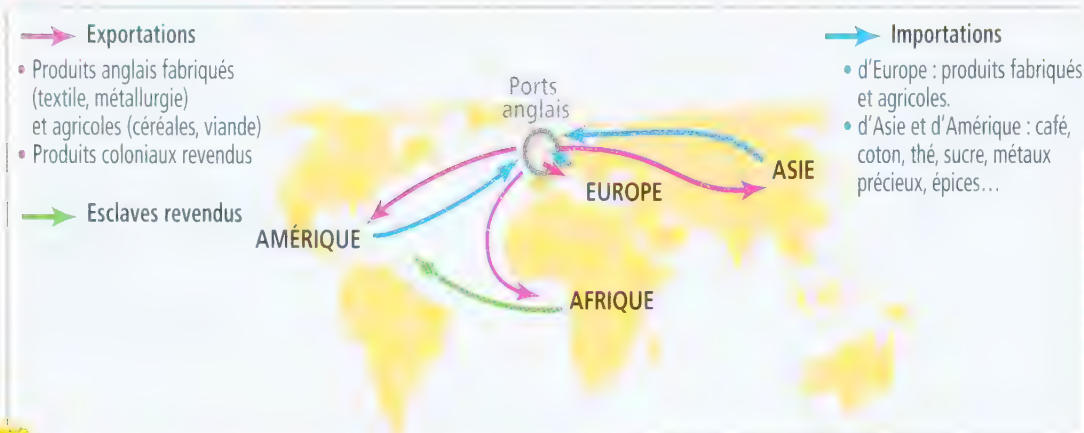 Exportations
• Produits anglais fabriqués
(textile, métallurgie)
et agricoles (céréales, viande)
• Produits coloniaux revendus
Esclaves revendus
Ports
anglais
AMÉRIQUE
EUROPE
ASIE
AFRIQUE
Importations
• d'Europe : produits fabriqués
et agricoles.
• d'Asie et d'Amérique : café,
coton, thé, sucre, métaux
précieux, épices…